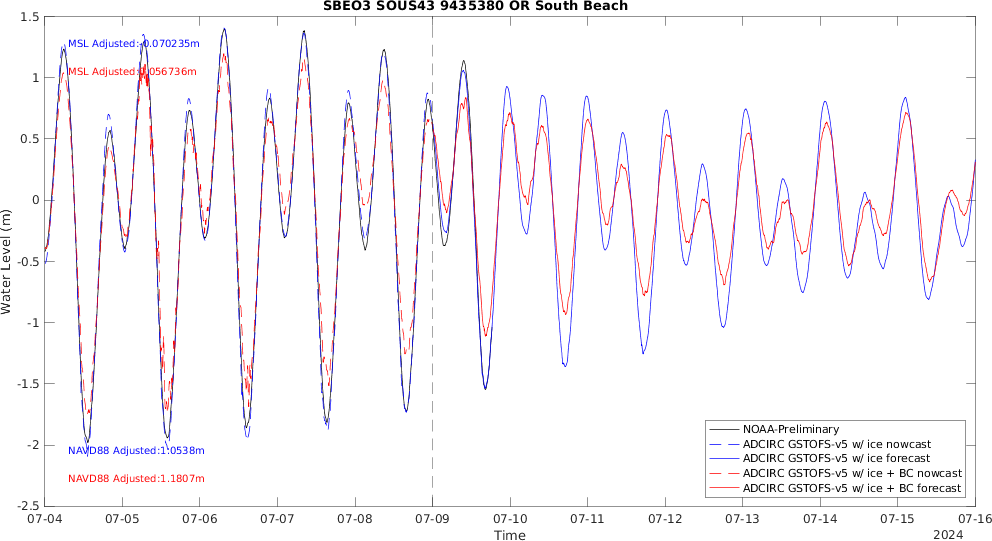 SBEO3 SOUS43 9435380 OR South Beach
Water Level (m)
1.5
1
0.5
0
-0.5
-1
-1.5
-2
-2.5
MSL Adjusted:-0.070235m
MSL Adjusted:0.056736m
NAVD88 Adjusted:1.0538m
NAVD88 Adjusted:1.1807m
NOAA-Preliminary
ADCIRC GSTOFS-v5 w/ ice nowcast
ADCIRC GSTOFS-v5 w/ ice forecast
ADCIRC GSTOFS-v5 w/ ice + BC nowcast
ADCIRC GSTOFS-v5 w/ ice + BC forecast
07-04 07-05 07-06 07-07 07-08 07-09 07-10 07-11 07-12 07-13 07-14 07-15 07-16
Time
2024